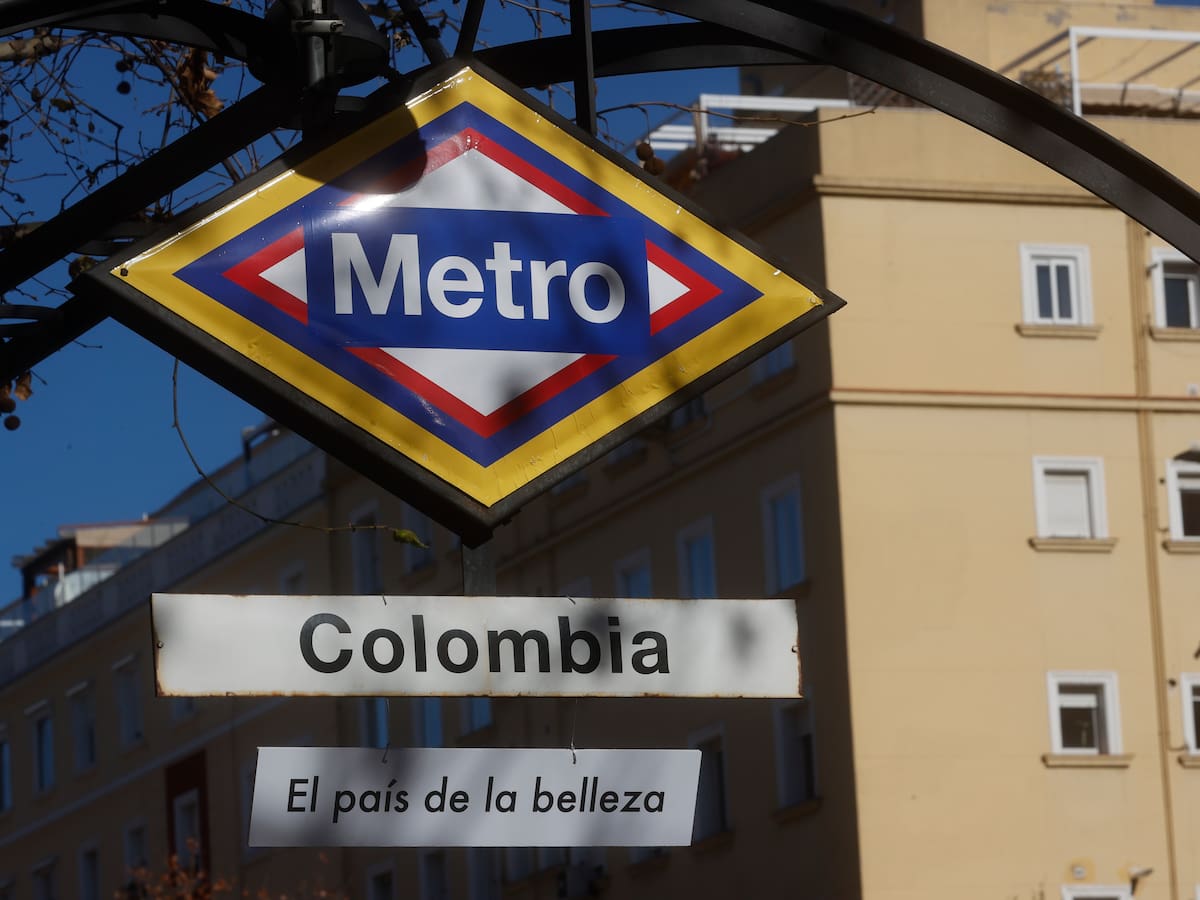 Metro
Colombia
El país de la belleza